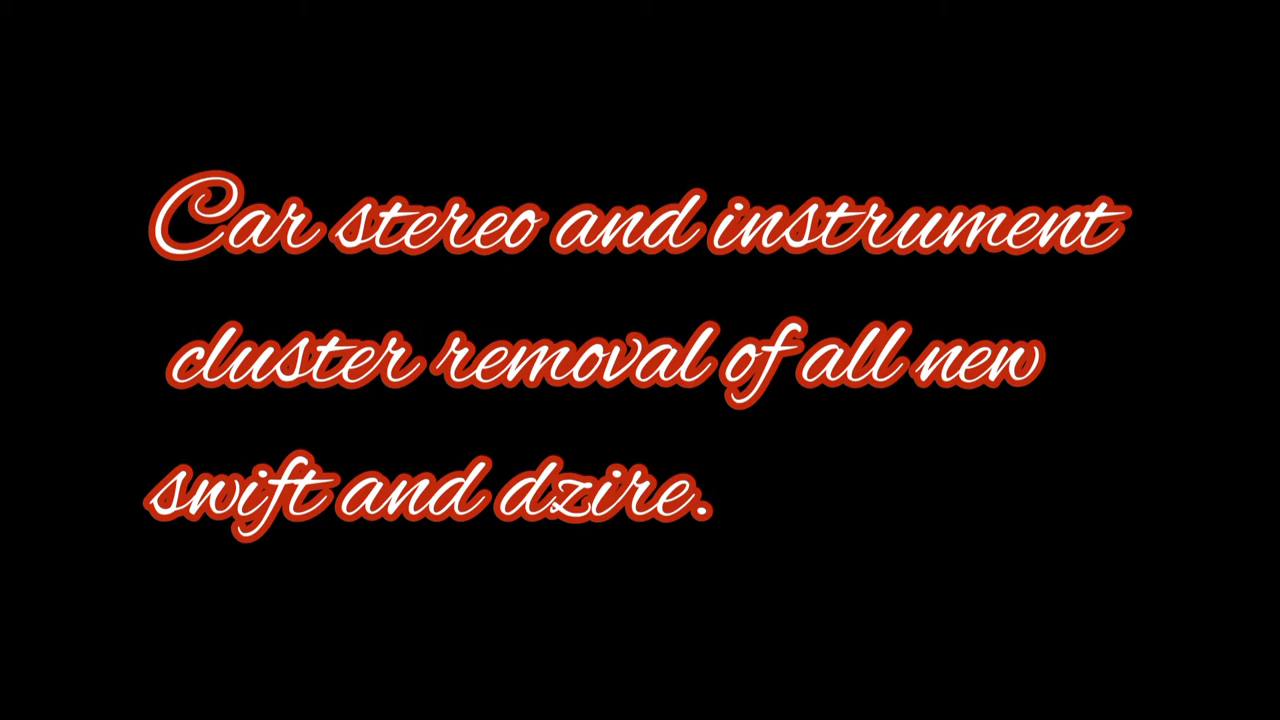 Car stereo and instrument
cluster removal of all new
swift and dzire.